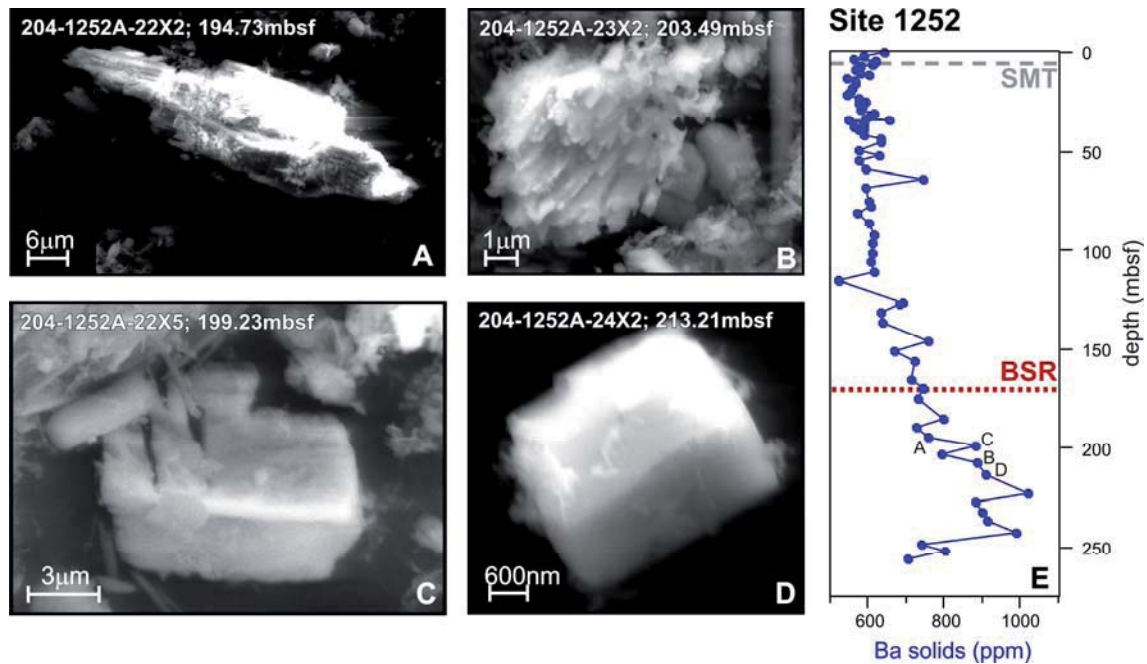 204-1252A-22X2; 194.73mbsf
6μm
A
204-1252A-23X2; 203.49mbsf
1μm
B
204-1252A-22X5; 199.23mbsf
3μm
C
204-1252A-24X2; 213.21mbsf
600nm
D
Site 1252
0
SMT
50
100
150
BSR
200
250
depth (mbsf)
A
C
B
D
E
600 800 1000
Ba solids (ppm)